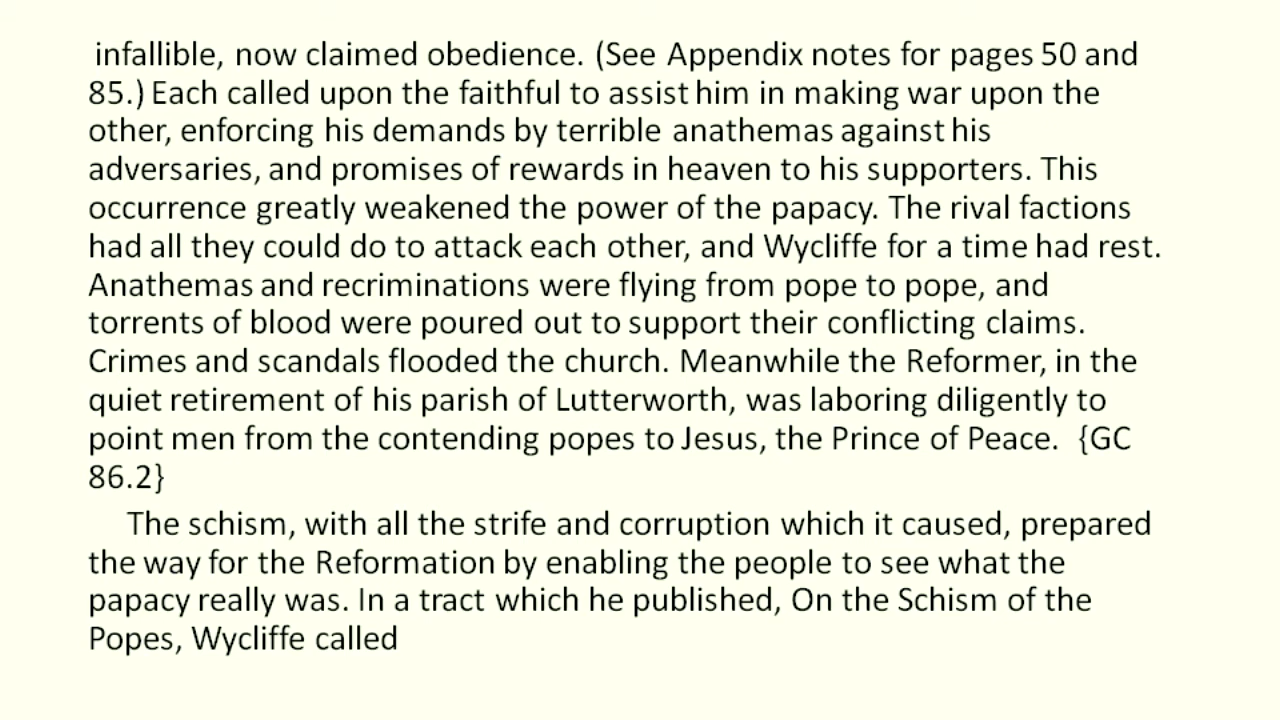 infallible, now claimed obedience. (See Appendix notes for pages 50 and
85.) Each called upon the faithful to assist him in making war upon the
other, enforcing his demands by terrible anathemas against his
adversaries, and promises of rewards in heaven to his supporters. This
occurrence greatly weakened the power of the papacy. The rival factions
had all they could do to attack each other, and Wycliffe for a time had rest.
Anathemas and recriminations were flying from pope to pope, and
torrents of blood were poured out to support their conflicting claims.
Crimes and scandals flooded the church. Meanwhile the Reformer, in the
quiet retirement of his parish of Lutterworth, was laboring diligently to
point men from the contending popes to Jesus, the Prince of Peace.  {GC
86.2}
The schism, with all the strife and corruption which it caused, prepared
the way for the Reformation by enabling the people to see what the
papacy really was. In a tract which he published, On the Schism of the
Popes, Wycliffe called